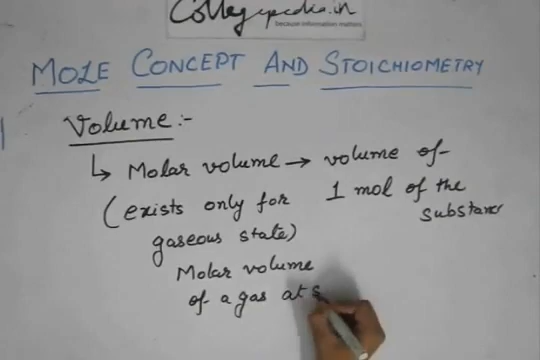 Collegepedia.in
because information matters
MOLE CONCEPT AND STOICHIOMETRY
Volume:-
↳ Molar volume → volume of
(exists only for 1 mol of the
gaseous state) substance
Molar volume
of a gas at s